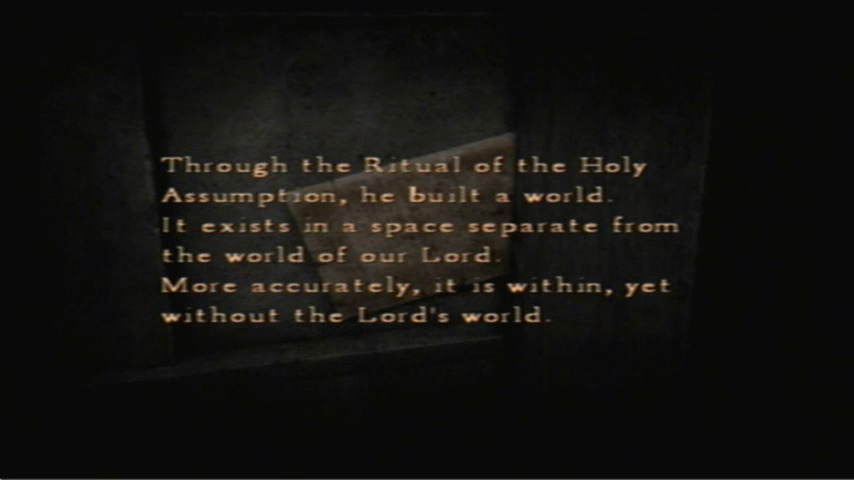 Through the Ritual of the Holy
Assumption, he built a world.
It exists in a space separate from
the world of our Lord.
More accurately, it is within, yet
without the Lord's world.